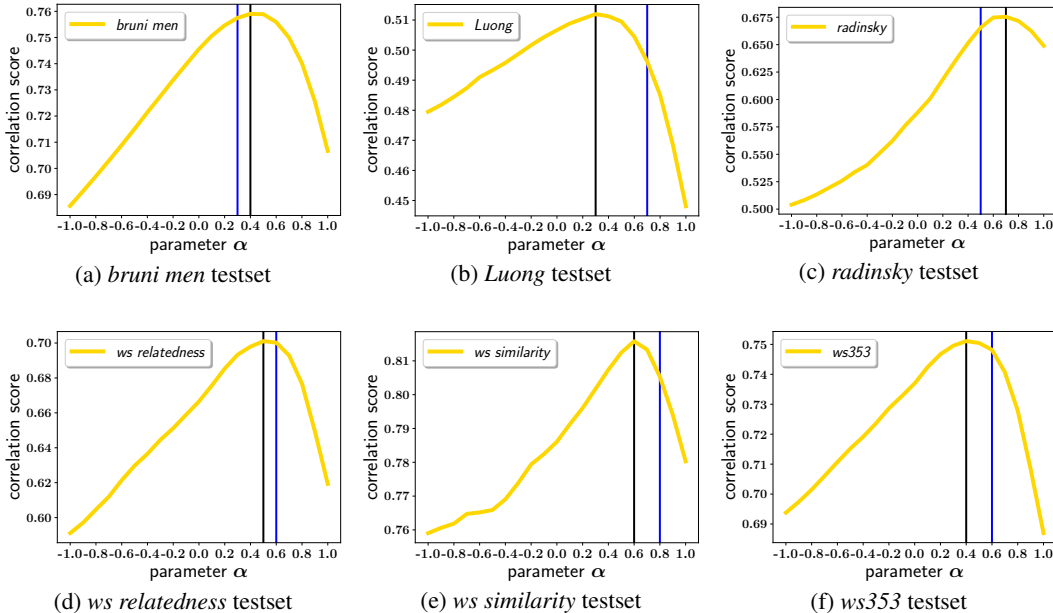 bruni men
correlation score
0.76
0.75
0.74
0.73
0.72
0.71
0.70
0.69
-1.0-0.8-0.6-0.4-0.2 0.0 0.2 0.4 0.6 0.8 1.0
parameter α
(a) bruni men testset
Luong
correlation score
0.51
0.50
0.49
0.48
0.47
0.46
0.45
-1.0-0.8-0.6-0.4-0.2 0.0 0.2 0.4 0.6 0.8 1.0
parameter α
(b) Luong testset
radinsky
correlation score
0.675
0.650
0.625
0.600
0.575
0.550
0.525
0.500
-1.0-0.8-0.6-0.4-0.2 0.0 0.2 0.4 0.6 0.8 1.0
parameter α
(c) radinsky testset
ws relatedness
correlation score
0.70
0.68
0.66
0.64
0.62
0.60
-1.0-0.8-0.6-0.4-0.2 0.0 0.2 0.4 0.6 0.8 1.0
parameter α
(d) ws relatedness testset
ws similarity
correlation score
0.81
0.80
0.79
0.78
0.77
0.76
-1.0-0.8-0.6-0.4-0.2 0.0 0.2 0.4 0.6 0.8 1.0
parameter α
(e) ws similarity testset
ws353
correlation score
0.75
0.74
0.73
0.72
0.71
0.70
0.69
-1.0-0.8-0.6-0.4-0.2 0.0 0.2 0.4 0.6 0.8 1.0
parameter α
(f) ws353 testset